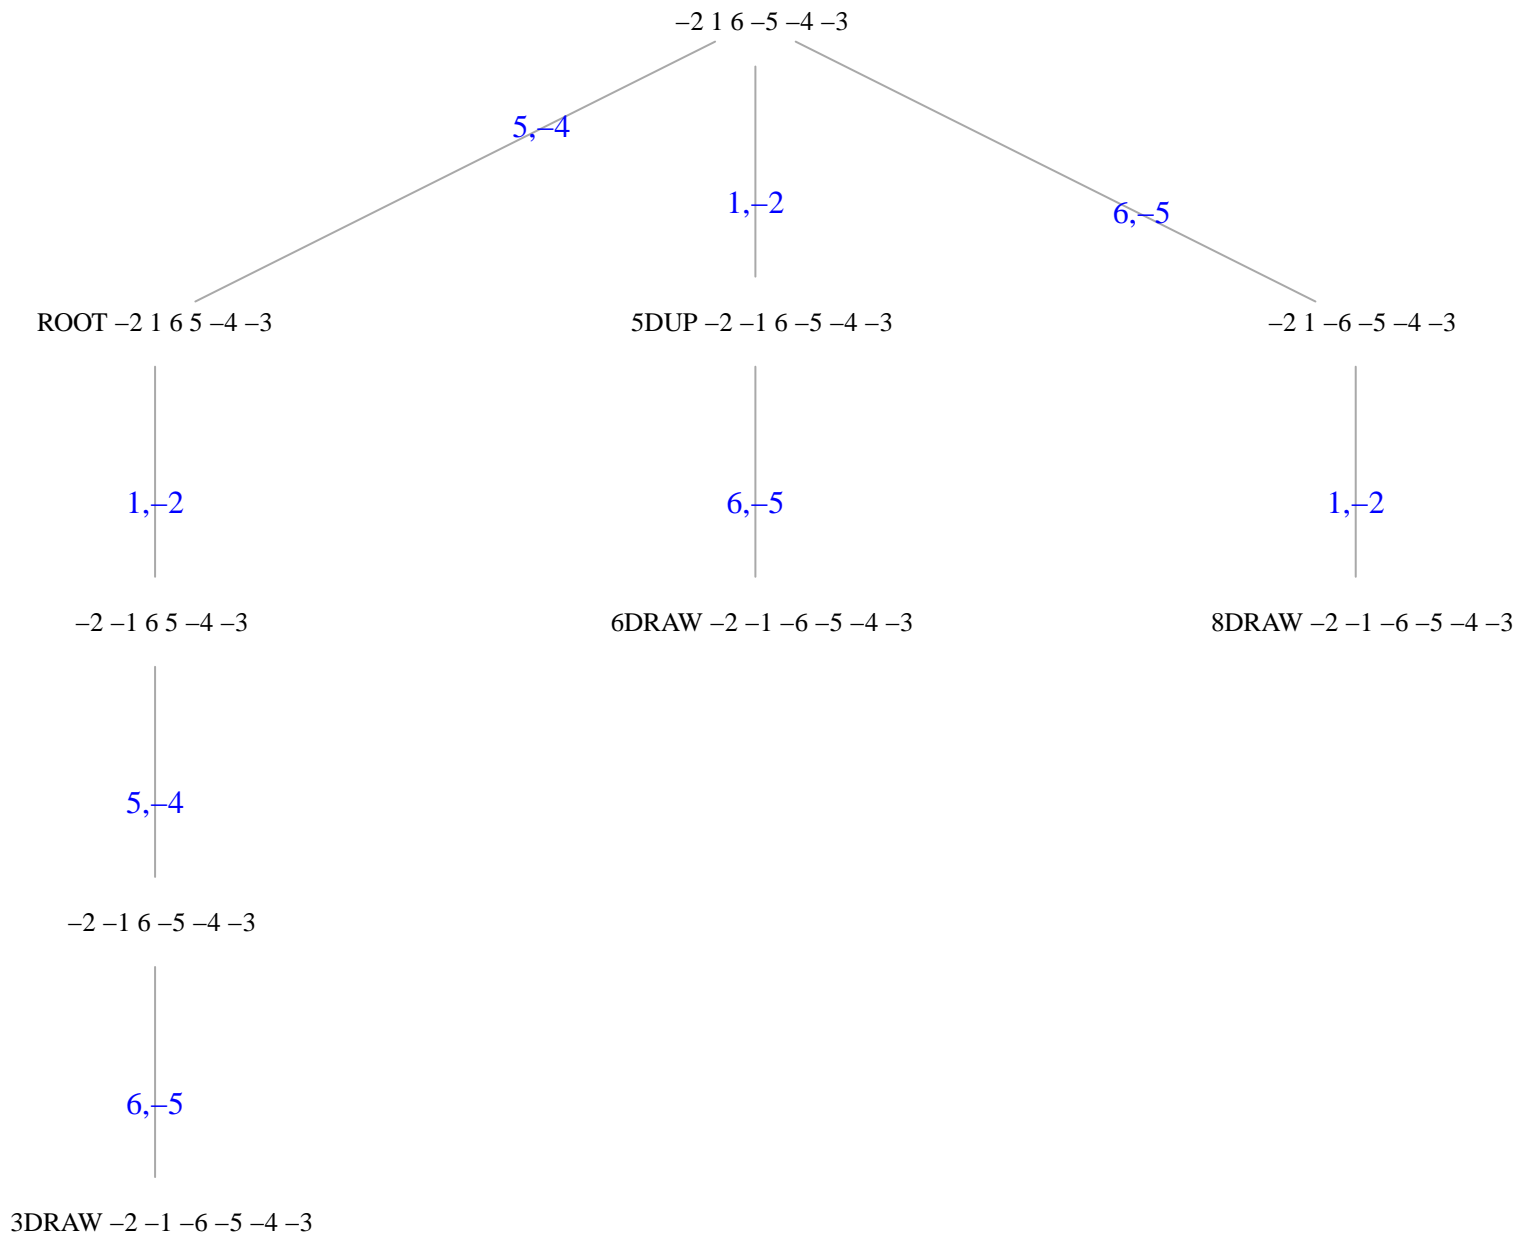 –2 1 6 –5 –4 –3
5,–4
1,–2
6,–5
ROOT –2 1 6 5 –4 –3
5DUP –2 –1 6 –5 –4 –3
–2 1 –6 –5 –4 –3
1,–2
6,–5
1,–2
–2 –1 6 5 –4 –3
6DRAW –2 –1 –6 –5 –4 –3
8DRAW –2 –1 –6 –5 –4 –3
5,–4
–2 –1 6 –5 –4 –3
6,–5
3DRAW –2 –1 –6 –5 –4 –3